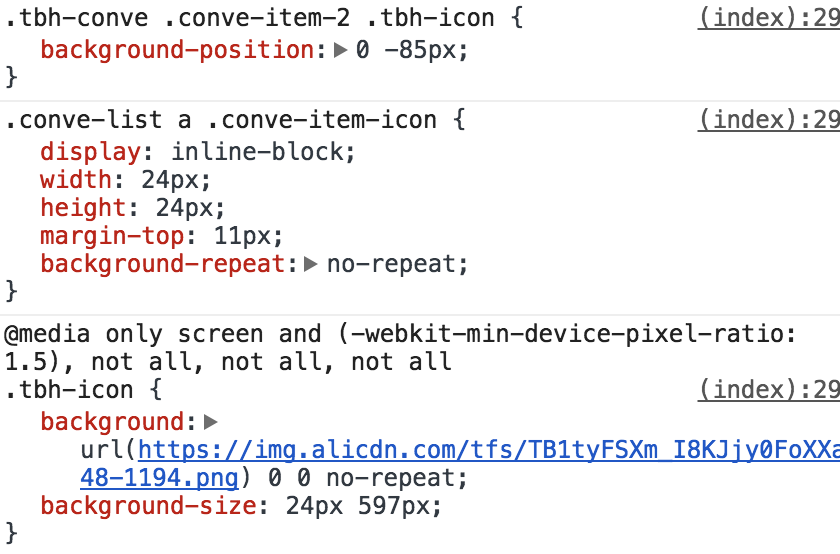 .tbh-conve .conve-item-2 .tbh-icon { (index):29
background-position: 0 -85px;
}
.conve-list a .conve-item-icon { (index):29
display: inline-block;
width: 24px;
height: 24px;
margin-top: 11px;
background-repeat: no-repeat;
}
@media only screen and (-webkit-min-device-pixel-ratio:
1.5), not all, not all, not all
.tbh-icon { (index):29
background:
url(https://img.alicdn.com/tfs/TB1tyFSXm_I8KJjy0FoXXa
48-1194.png) 0 0 no-repeat;
background-size: 24px 597px;
}